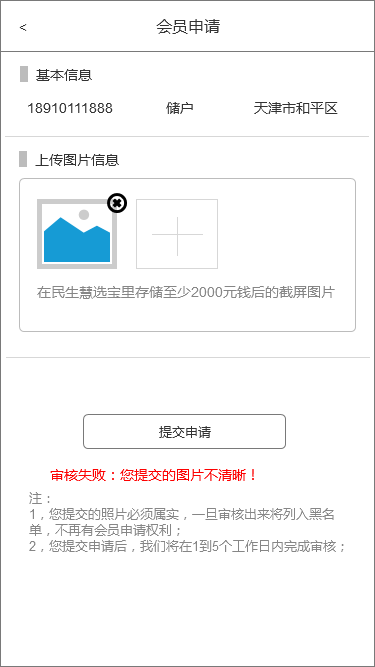 < 会员申请
基本信息
18910111888 储户 天津市和平区
上传图片信息
在民生慧选宝里存储至少2000元钱后的截屏图片
提交申请
审核失败：您提交的图片不清晰！
注：
1，您提交的照片必须属实，一旦审核出来将列入黑名
单，不再有会员申请权利；
2，您提交申请后，我们将在1到5个工作日内完成审核；